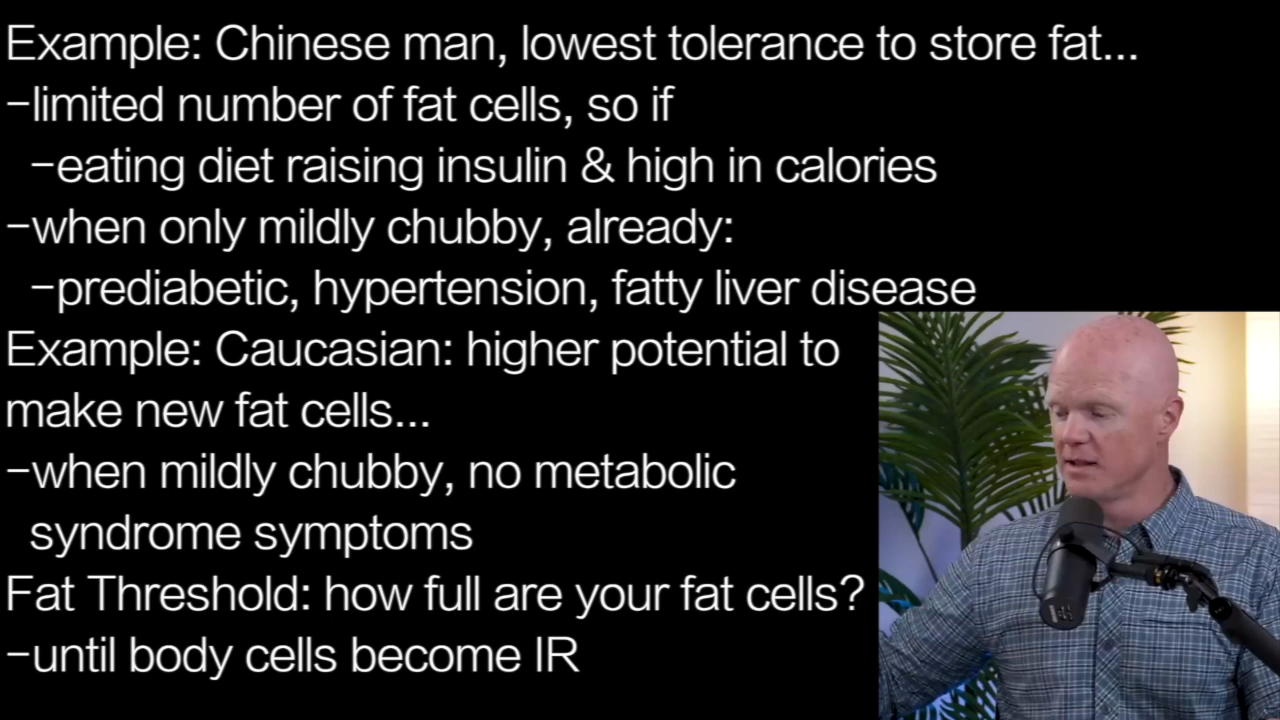 Example: Chinese man, lowest tolerance to store fat...
-limited number of fat cells, so if
-eating diet raising insulin & high in calories
-when only mildly chubby, already:
-prediabetic, hypertension, fatty liver disease
Example: Caucasian: higher potential to
make new fat cells...
-when mildly chubby, no metabolic
syndrome symptoms
Fat Threshold: how full are your fat cells?
-until body cells become IR